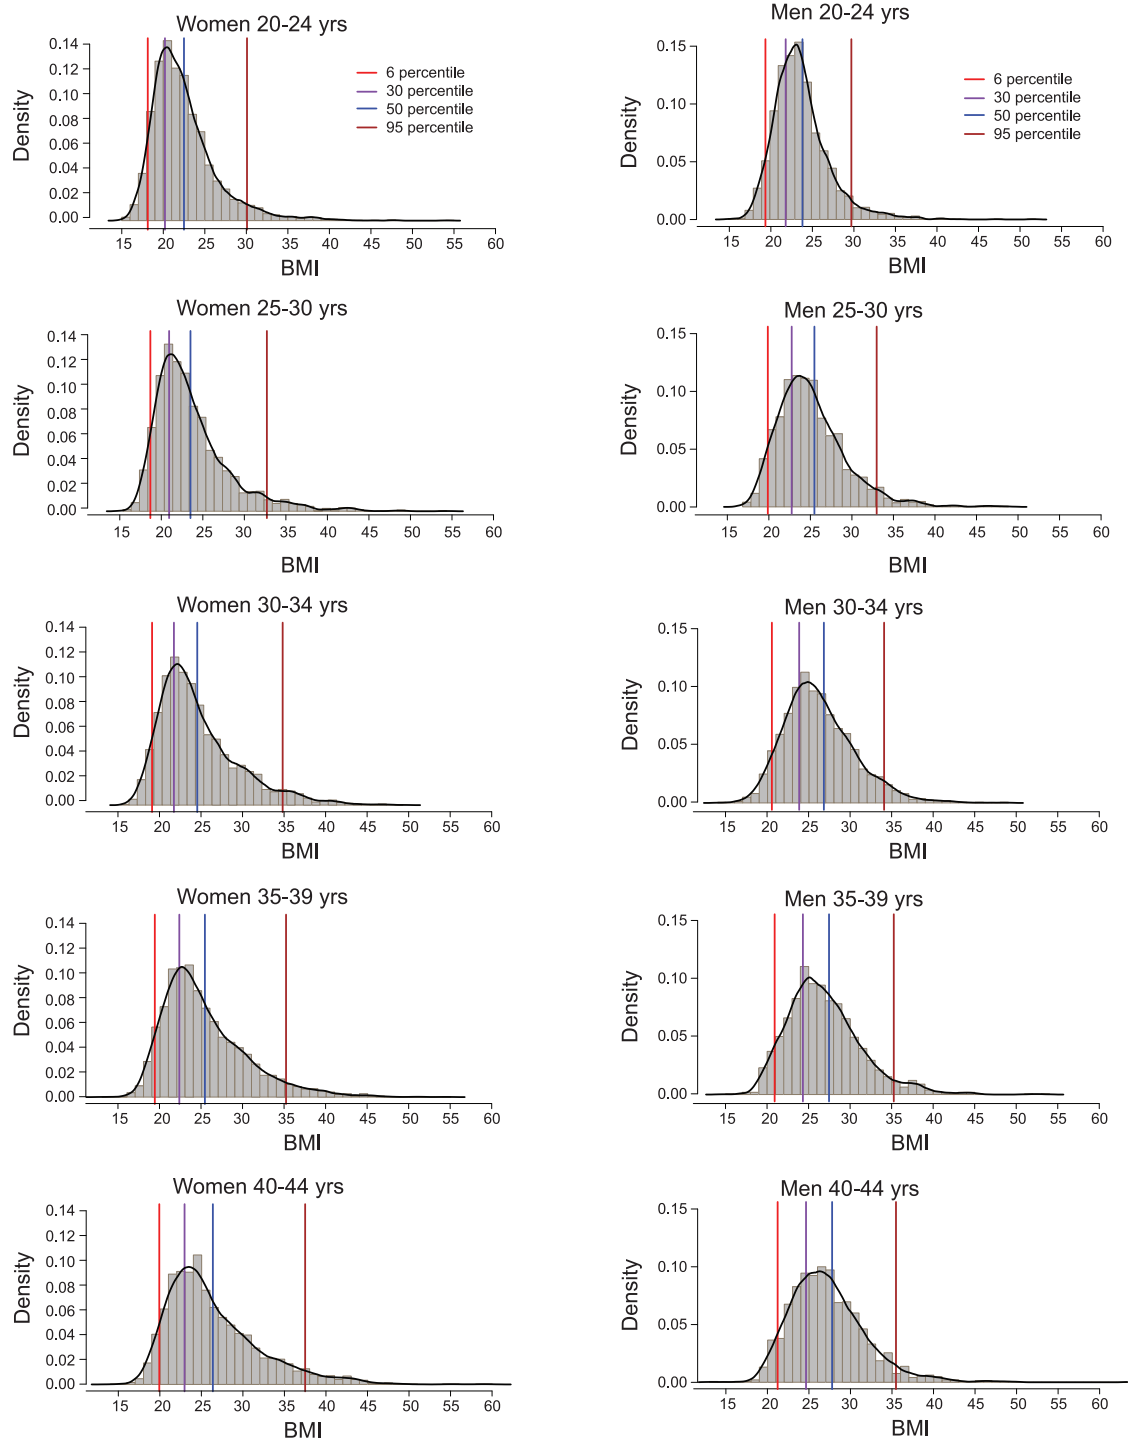 Women 20-24 yrs
0.14
0.12
0.10
0.08
0.06
0.04
0.02
0.00
Density
6 percentile
30 percentile
50 percentile
95 percentile
15 20 25 30 35 40 45 50 55 60
BMI
Men 20-24 yrs
0.15
0.10
0.05
0.00
Density
6 percentile
30 percentile
50 percentile
95 percentile
15 20 25 30 35 40 45 50 55 60
BMI
Women 25-30 yrs
0.14
0.12
0.10
0.08
0.06
0.04
0.02
0.00
Density
15 20 25 30 35 40 45 50 55 60
BMI
Men 25-30 yrs
0.15
0.10
0.05
0.00
Density
15 20 25 30 35 40 45 50 55 60
BMI
Women 30-34 yrs
0.14
0.12
0.10
0.08
0.06
0.04
0.02
0.00
Density
15 20 25 30 35 40 45 50 55 60
BMI
Men 30-34 yrs
0.15
0.10
0.05
0.00
Density
15 20 25 30 35 40 45 50 55 60
BMI
Women 35-39 yrs
0.14
0.12
0.10
0.08
0.06
0.04
0.02
0.00
Density
15 20 25 30 35 40 45 50 55 60
BMI
Men 35-39 yrs
0.15
0.10
0.05
0.00
Density
15 20 25 30 35 40 45 50 55 60
BMI
Women 40-44 yrs
0.14
0.12
0.10
0.08
0.06
0.04
0.02
0.00
Density
15 20 25 30 35 40 45 50 55 60
BMI
Men 40-44 yrs
0.15
0.10
0.05
0.00
Density
15 20 25 30 35 40 45 50 55 60
BMI